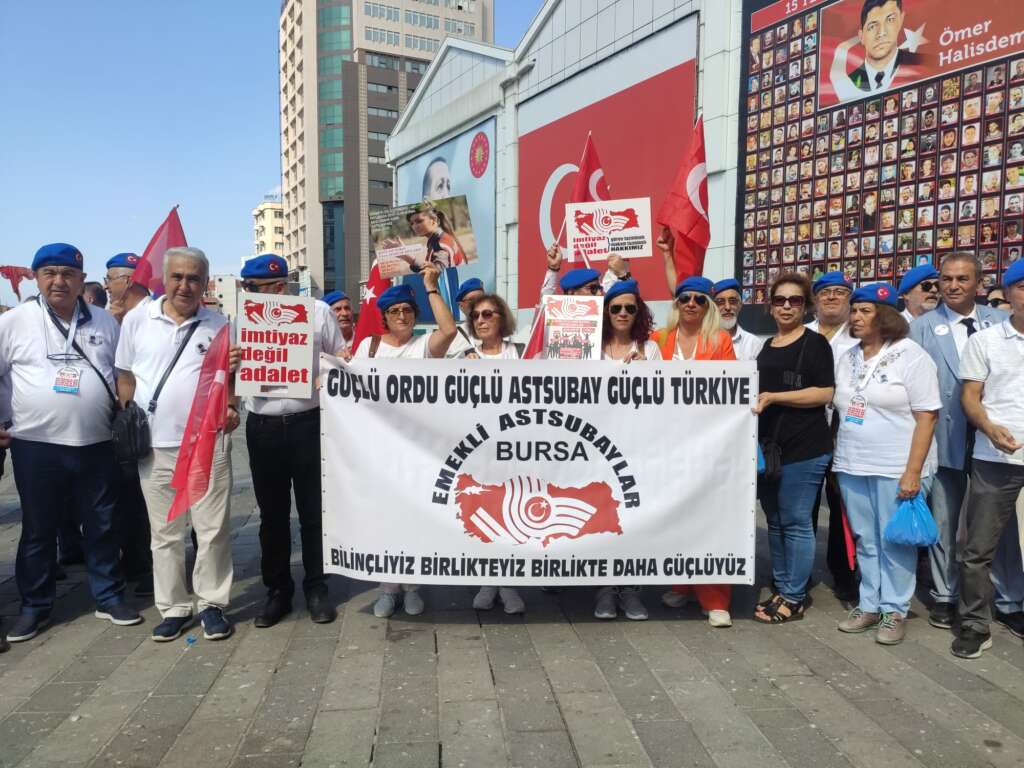 Ömer
Halisdem
imtiyaz
değil
adalet
imtiyaz
değil
adalet
HAKKIMIZ
GÜÇLÜ ORDU GÜÇLÜ ASTSUBAY GÜÇLÜ TÜRKİYE
EMEKLİ ASTSUBAYLAR
BURSA
BİLİNÇLİYİZ BİRLİKTEYİZ BİRLİKTE DAHA GÜÇLÜYÜZ